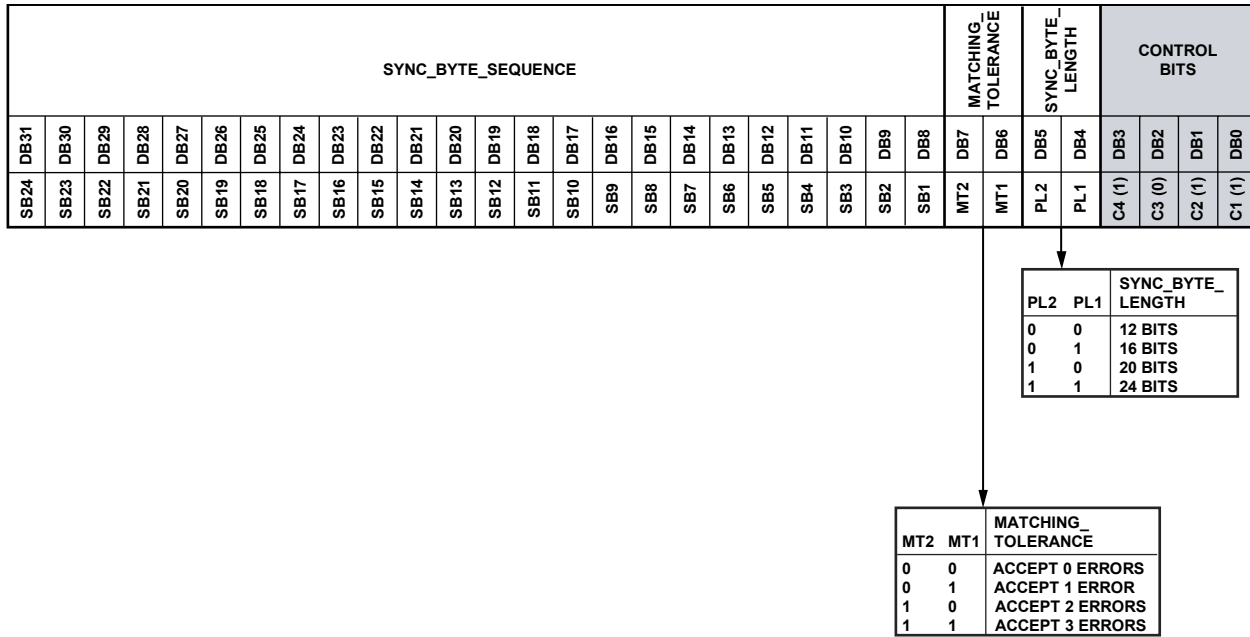 SYNC_BYTE_SEQUENCE
MATCHING_
TOLERANCE
SYNC_BYTE_
LENGTH
CONTROL
BITS
DB31 DB30 DB29 DB28 DB27 DB26 DB25 DB24 DB23 DB22 DB21 DB20 DB19 DB18 DB17 DB16 DB15 DB14 DB13 DB12 DB11 DB10 DB9 DB8 DB7 DB6 DB5 DB4 DB3 DB2 DB1 DB0
SB24 SB23 SB22 SB21 SB20 SB19 SB18 SB17 SB16 SB15 SB14 SB13 SB12 SB11 SB10 SB9 SB8 SB7 SB6 SB5 SB4 SB3 SB2 SB1 MT2 MT1 PL2 PL1 C4 (1) C3 (0) C2 (1) C1 (1)
SYNC_BYTE_
PL2 PL1 LENGTH
0 0 12 BITS
0 1 16 BITS
1 0 20 BITS
1 1 24 BITS
MATCHING_
MT2 MT1 TOLERANCE
0 0 ACCEPT 0 ERRORS
0 1 ACCEPT 1 ERROR
1 0 ACCEPT 2 ERRORS
1 1 ACCEPT 3 ERRORS